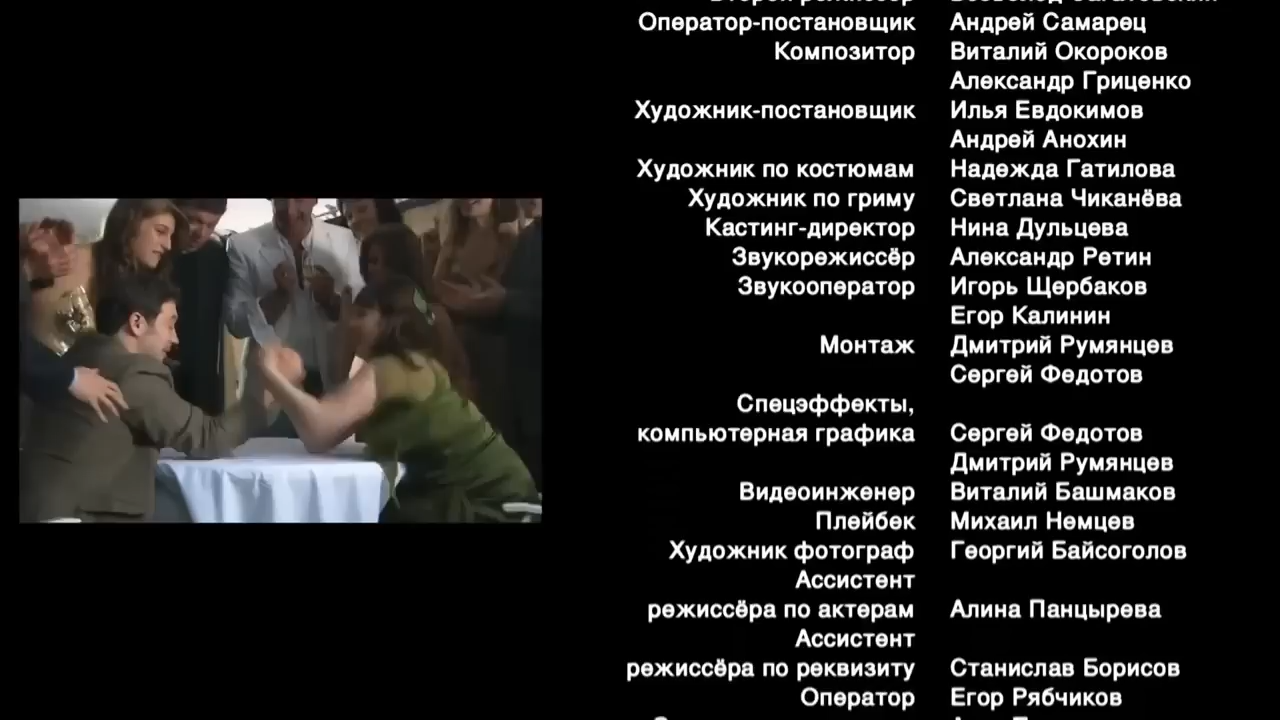 Оператор-постановщик Андрей Самарец
Композитор Виталий Окороков
Александр Гриценко
Художник-постановщик Илья Евдокимов
Андрей Анохин
Художник по костюмам Надежда Гатилова
Художник по гриму Светлана Чиканёва
Кастинг-директор Нина Дульцева
Звукорежиссёр Александр Ретин
Звукооператор Игорь Щербаков
Егор Калинин
Монтаж Дмитрий Румянцев
Сергей Федотов
Спецэффекты,
компьютерная графика Сергей Федотов
Дмитрий Румянцев
Видеоинженер Виталий Башмаков
Плейбек Михаил Немцев
Художник фотограф Георгий Байсоголов
Ассистент
режиссёра по актерам Алина Панцырева
Ассистент
режиссёра по реквизиту Станислав Борисов
Оператор Егор Рябчиков